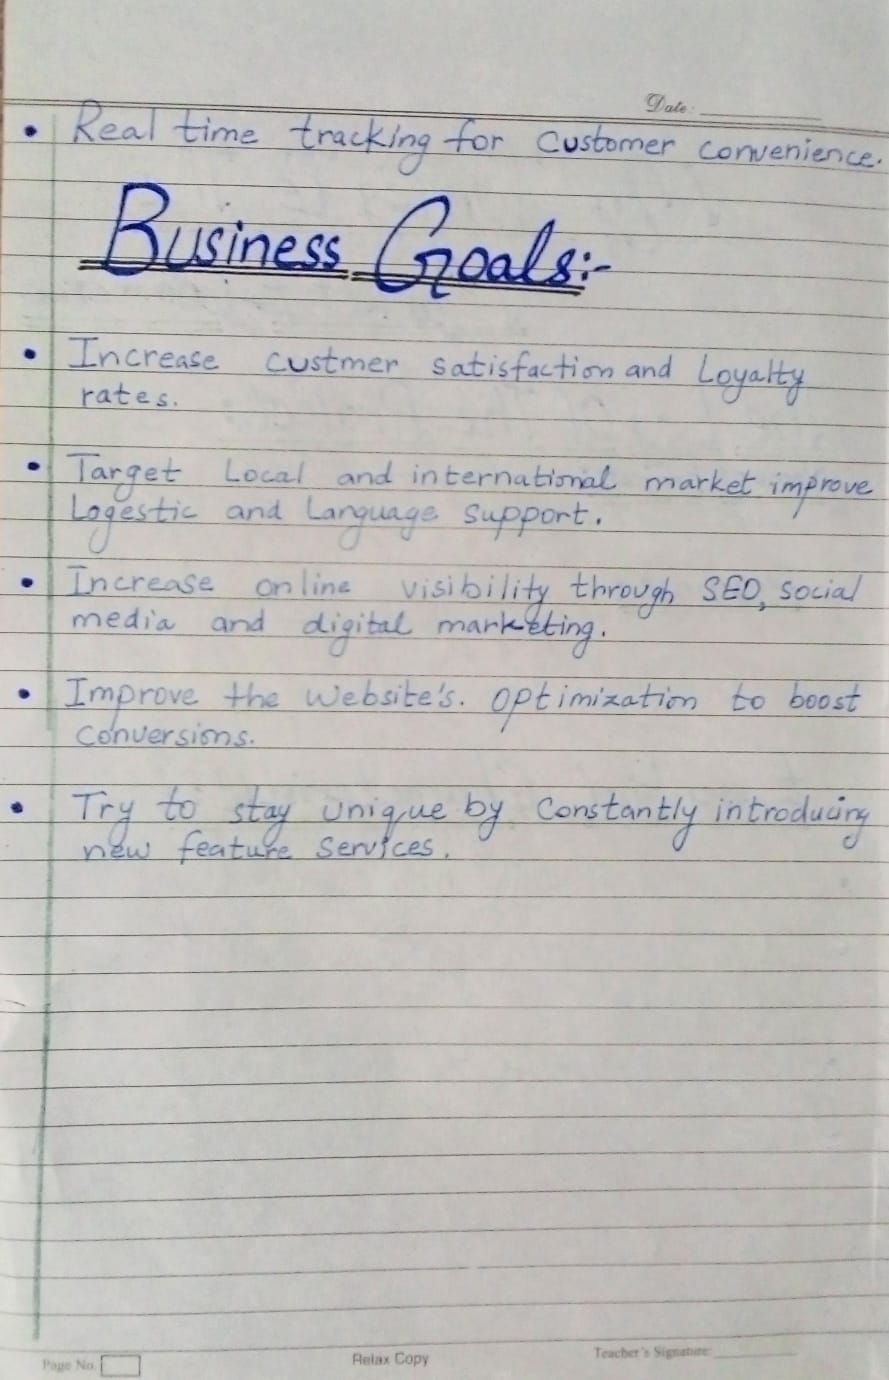 Date:
• Real time tracking for customer convenience.
Business Goals:-
• Increase custmer satisfaction and Loyalty
rates.
• Target Local and international market improve
Logestic and Language support.
• Increase online visibility through SEO, social
media and digital marketing.
• Improve the website's. optimization to boost
conversions.
• Try to stay unique by constantly introducing
new feature services.
Page No. Relax Copy Teacher's Signature: